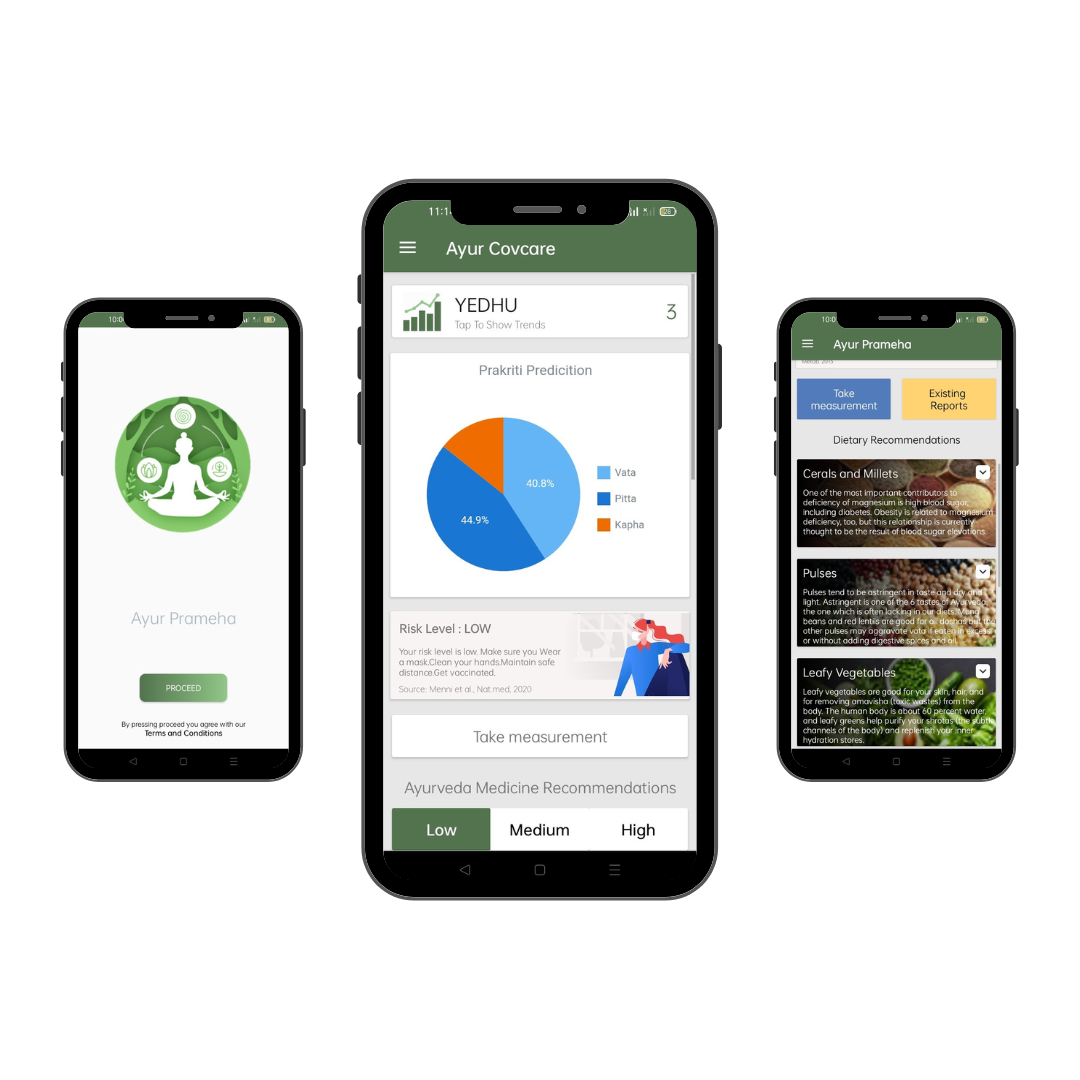 10:0
Ayur Prameha
PROCEED
By pressing proceed you agree with our
Terms and Conditions
11:1
26
Ayur Covcare
YEDHU
Tap To Show Trends
3
Prakriti Predicition
40.8%
44.9%
Vata
Pitta
Kapha
Risk Level : LOW
Your risk level is low. Make sure you Wear
a mask.Clean your hands.Maintain safe
distance.Get vaccinated.
Source: Menni et al., Nat.med, 2020
Take measurement
Ayurveda Medicine Recommendations
Low
Medium
High
10:0
Ayur Prameha
Take
measurement
Existing
Reports
Dietary Recommendations
Cerals and Millets
One of the most important contributors to
deficiency of magnesium is high blood sugar,
including diabetes. Obesity is related to magnesium
deficiency, too, but this relationship is currently
thought to be the result of blood sugar elevations.
Pulses
Pulses tend to be astringent in taste and dry and
light. Astringent is one of the 6 tastes of Ayurveda,
the one which is often lacking in our diets. Mung
beans and red lentils are good for all doshas but the
other pulses may aggravate vata if eaten in excess
or without adding digestive spices and oil.
Leafy Vegetables
Leafy vegetables are good for your skin, hair, and
for removing amavisha (toxic wastes) from the
body. The human body is about 60 percent water,
and leafy greens help purify your shrotas (the subtle
channels of the body) and replenish your inner
hydration stores.